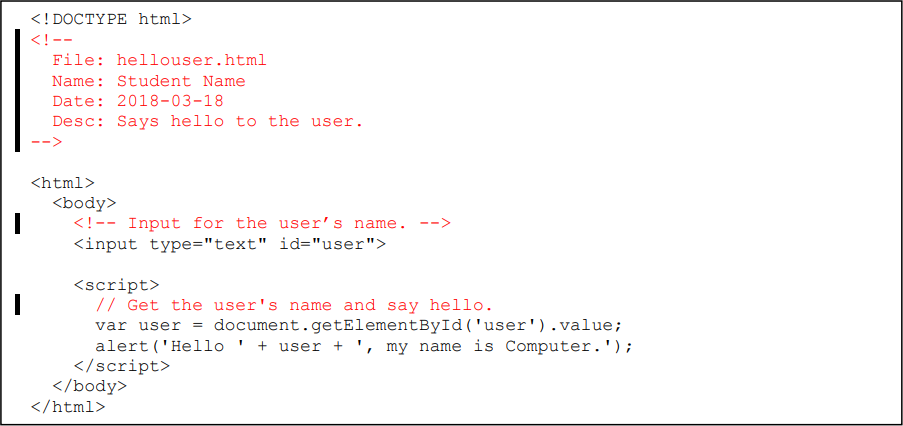 <!DOCTYPE html>
<!--
  File: hellouser.html
  Name: Student Name
  Date: 2018-03-18
  Desc: Says hello to the user.
-->

<html>
  <body>
    <!-- Input for the user’s name. -->
    <input type="text" id="user">

    <script>
      // Get the user's name and say hello.
      var user = document.getElementById('user').value;
      alert('Hello ' + user + ', my name is Computer.');
    </script>
  </body>
</html>